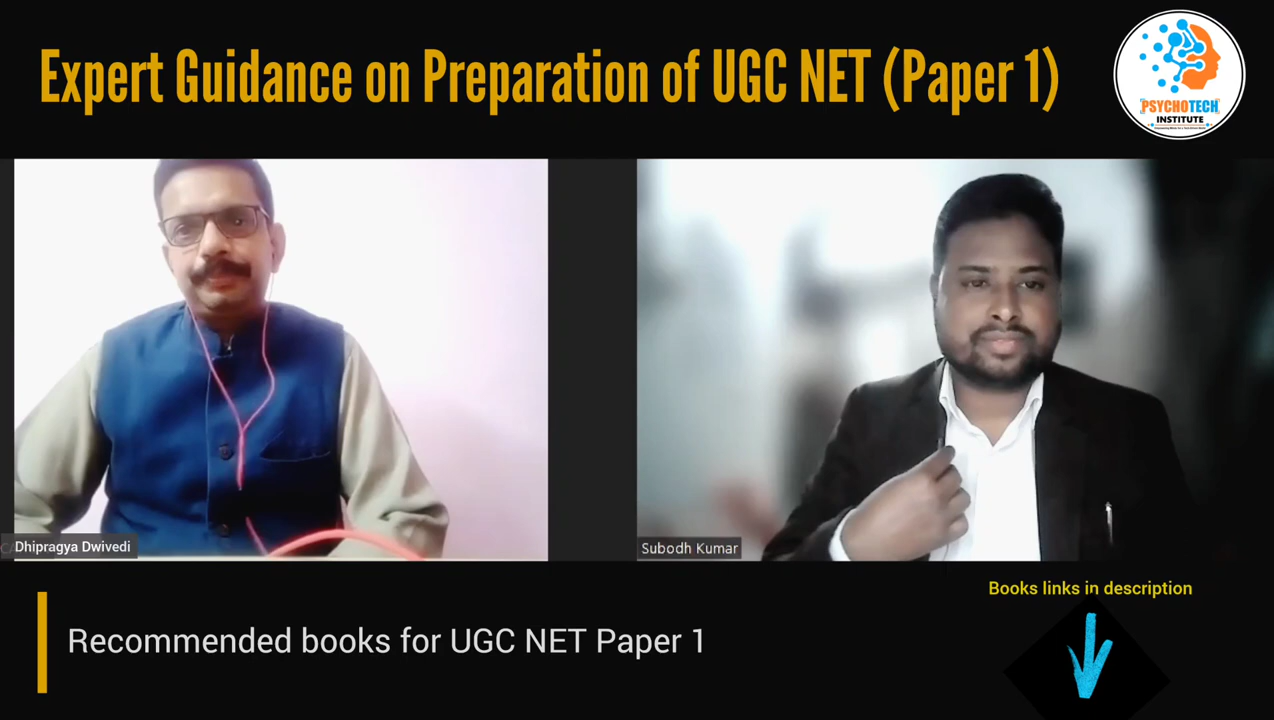 Expert Guidance on Preparation of UGC NET (Paper 1)
PSYCHOTECH
INSTITUTE
Dhipragya Dwivedi
Subodh Kumar
Books links in description
Recommended books for UGC NET Paper 1